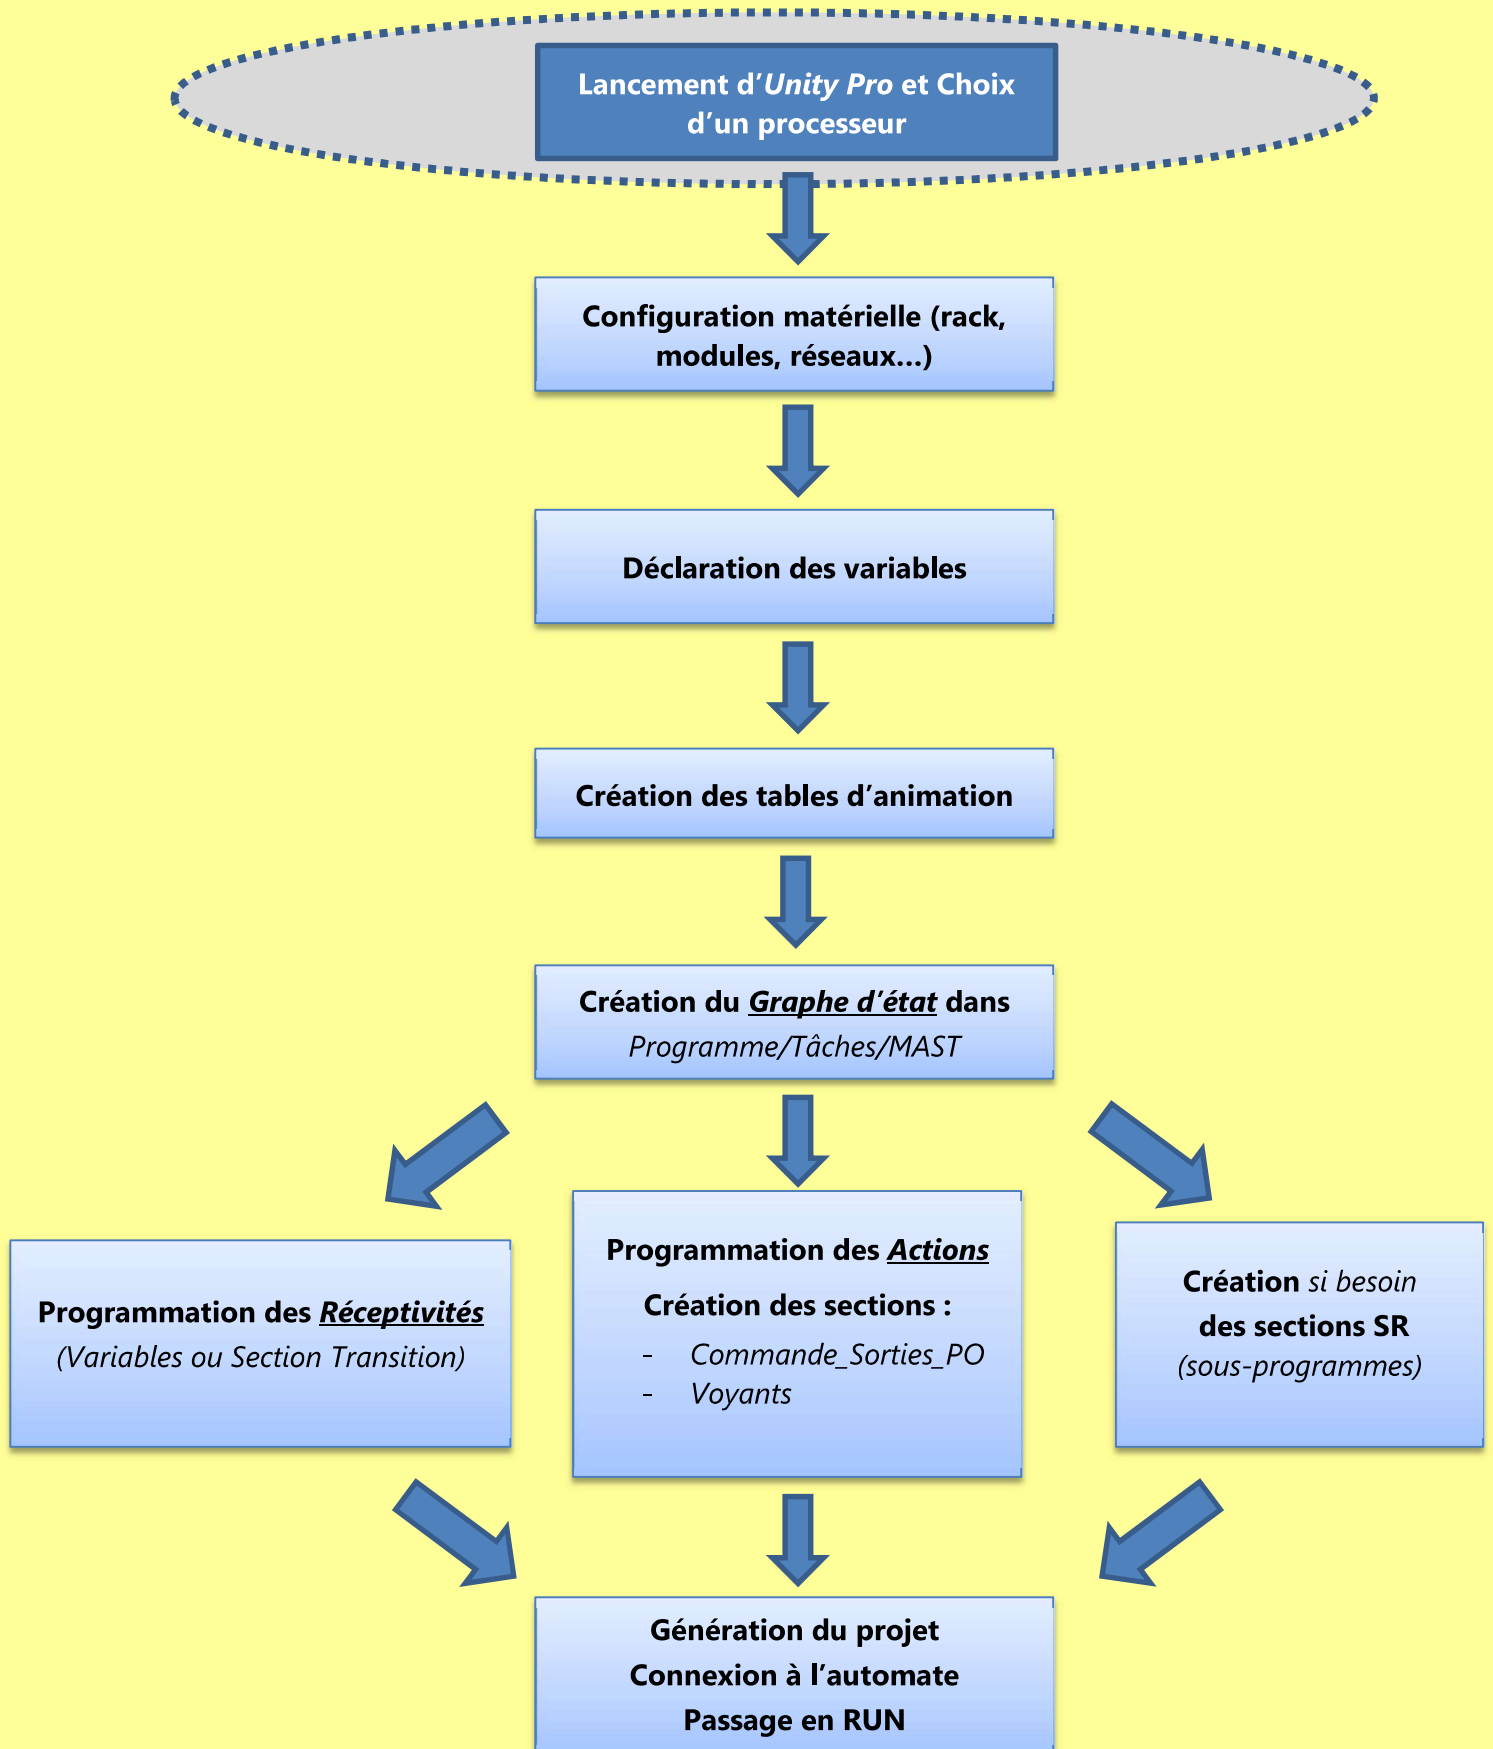 Lancement d’Unity Pro et Choix
d’un processeur
Configuration matérielle (rack,
modules, réseaux…)
Déclaration des variables
Création des tables d’animation
Création du Graphe d’état dans
Programme/Tâches/MAST
Programmation des Réceptivités
(Variables ou Section Transition)
Programmation des Actions
Création des sections :
- Commande_Sorties_PO
- Voyants
Création si besoin
des sections SR
(sous-programmes)
Génération du projet
Connexion à l’automate
Passage en RUN